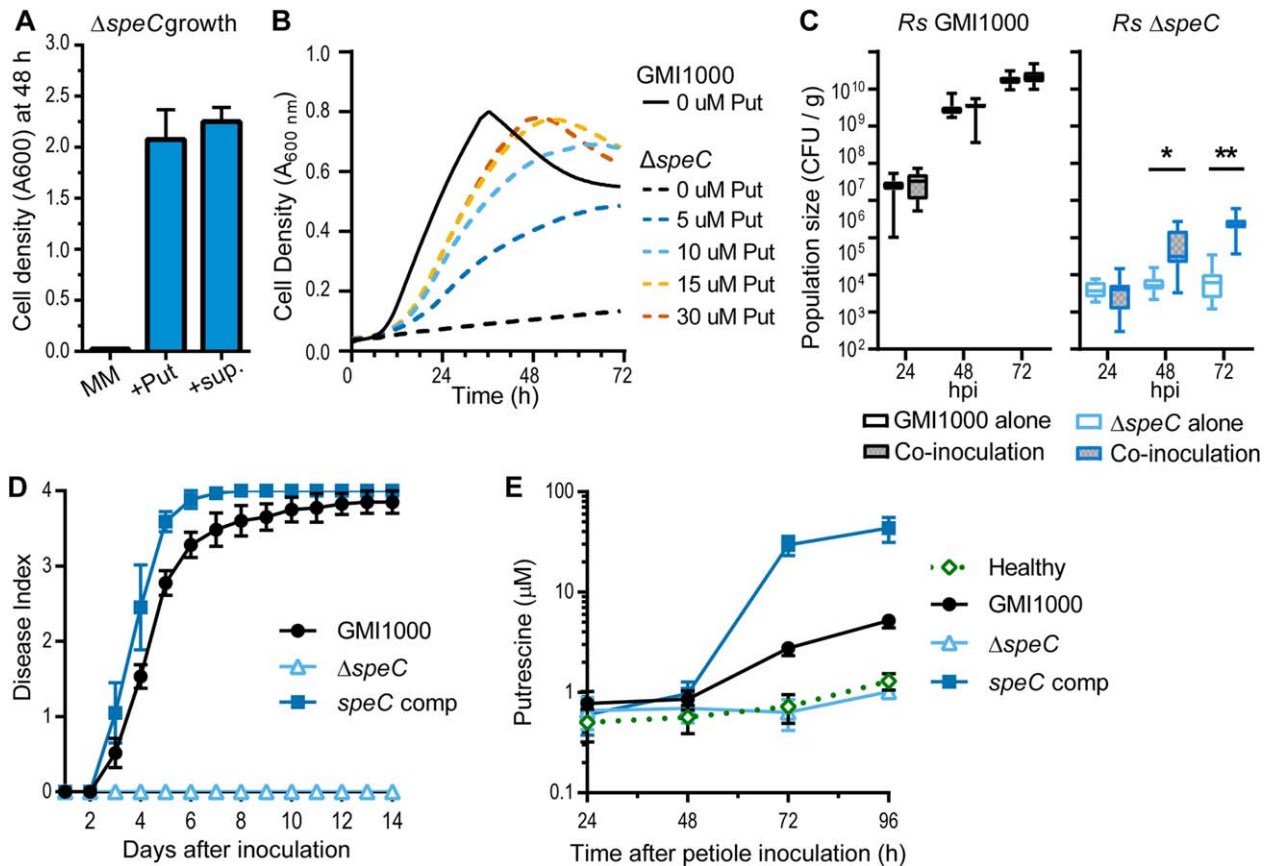 A
ΔspeC growth
Cell density (A600) at 48 h
3.0
2.5
2.0
1.5
1.0
0.5
0.0
MM
+Put
+sup.
B
Cell Density (A600 nm)
1.0
0.8
0.6
0.4
0.2
0.0
0 24 48 72
Time (h)
GMI1000
0 uM Put
ΔspeC
0 uM Put
5 uM Put
10 uM Put
15 uM Put
30 uM Put
C
Rs GMI1000
Rs ΔspeC
Population size (CFU / g)
10^10
10^9
10^8
10^7
10^6
10^5
10^4
10^3
10^2
* **
24 48 72
hpi
24 48 72
hpi
GMI1000 alone
Co-inoculation
ΔspeC alone
Co-inoculation
D
Disease Index
4
3
2
1
0
2 4 6 8 10 12 14
Days after inoculation
GMI1000
ΔspeC
speC comp
E
Putrescine (μM)
100
10
1
0.1
24 48 72 96
Time after petiole inoculation (h)
Healthy
GMI1000
ΔspeC
speC comp